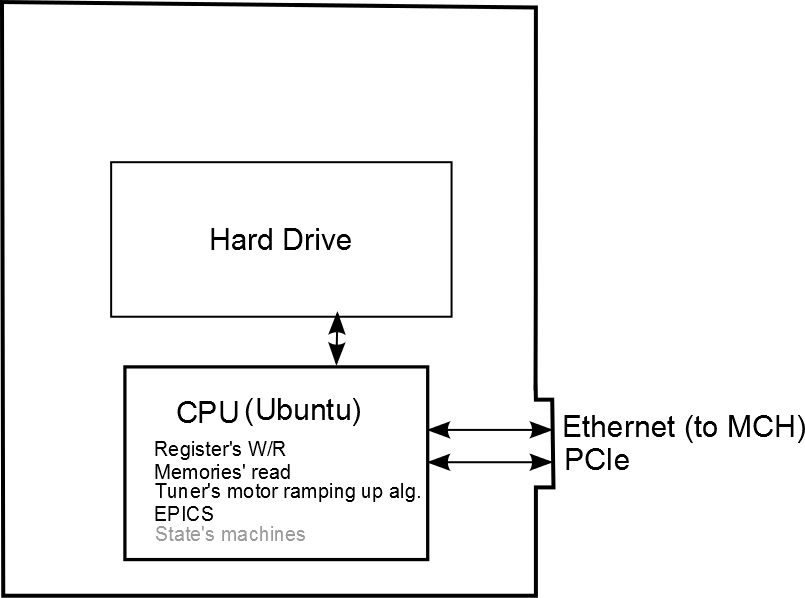 Hard Drive
CPU (Ubuntu)
Register's W/R
Memories' read
Tuner's motor ramping up alg.
EPICS
State's machines
Ethernet (to MCH)
PCIe